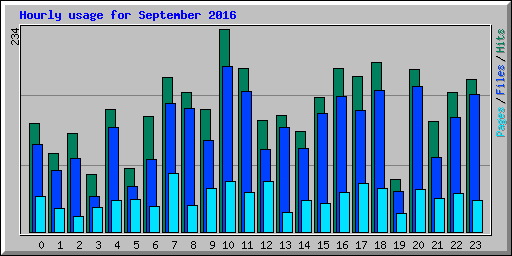 Hourly usage for September 2016
234
Pages / Files / Hits
0 1 2 3 4 5 6 7 8 9 10 11 12 13 14 15 16 17 18 19 20 21 22 23